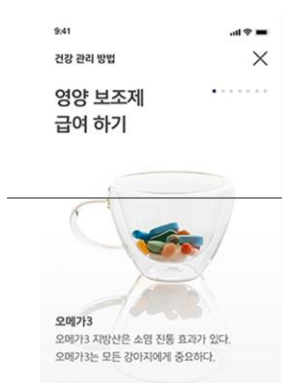 9:41
건강 관리 방법
영양 보조제
급여 하기
오메가3
오메가3 지방산은 소염 진통 효과가 있다.
오메가3는 모든 강아지에게 중요하다.